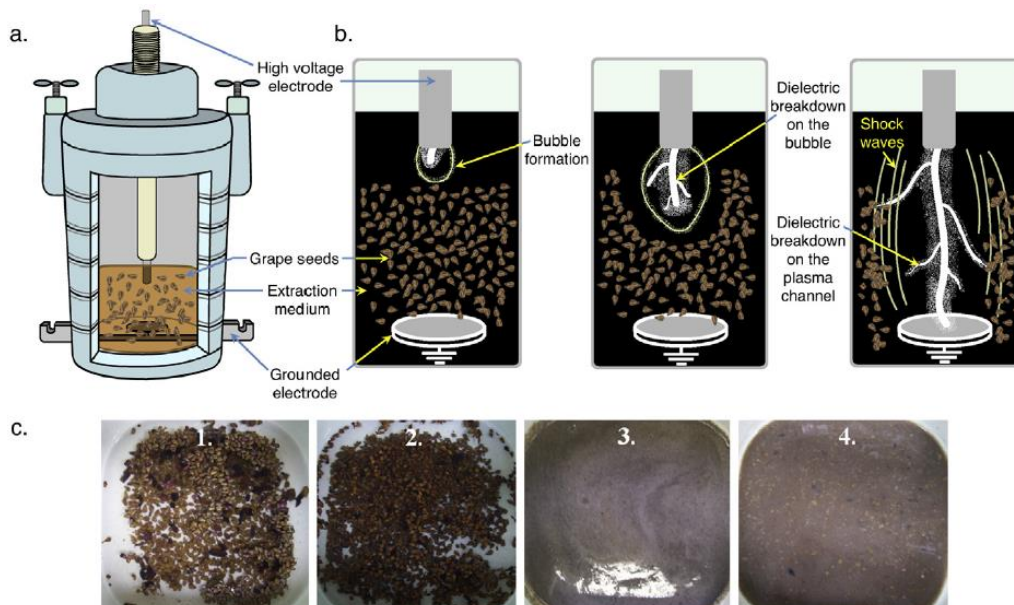 a.
High voltage
electrode
Grape seeds
Extraction
medium
Grounded
electrode
b.
Bubble
formation
Dielectric
breakdown
on the
bubble
Shock
waves
Dielectric
breakdown
on the
plasma
channel
c.
1.
2.
3.
4.